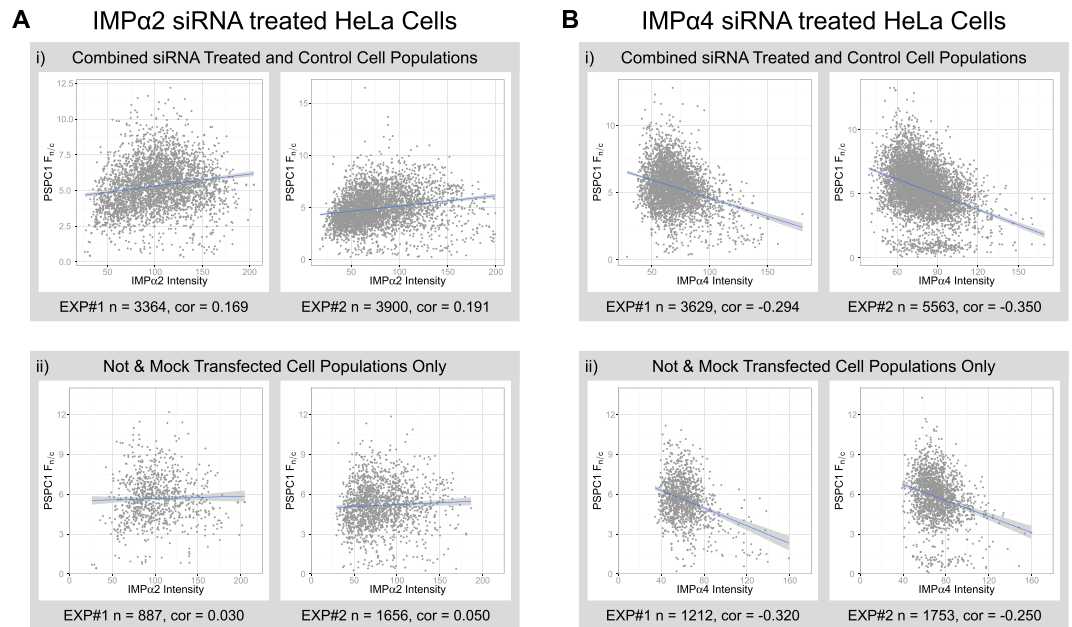 A IMPα2 siRNA treated HeLa Cells
i) Combined siRNA Treated and Control Cell Populations
PSPC1 Fn/c
12.5
10.0
7.5
5.0
2.5
0.0
50 100 150 200
IMPα2 Intensity
EXP#1 n = 3364, cor = 0.169
PSPC1 Fn/c
15
10
5
0
50 100 150 200
IMPα2 Intensity
EXP#2 n = 3900, cor = 0.191
ii) Not & Mock Transfected Cell Populations Only
PSPC1 Fn/c
12
9
6
3
0
0 50 100 150 200
IMPα2 Intensity
EXP#1 n = 887, cor = 0.030
PSPC1 Fn/c
12
9
6
3
0
0 50 100 150 200
IMPα2 Intensity
EXP#2 n = 1656, cor = 0.050
B IMPα4 siRNA treated HeLa Cells
i) Combined siRNA Treated and Control Cell Populations
PSPC1 Fn/c
10
5
0
50 100 150
IMPα4 Intensity
EXP#1 n = 3629, cor = -0.294
PSPC1 Fn/c
10
5
0
60 90 120 150
IMPα4 Intensity
EXP#2 n = 5563, cor = -0.350
ii) Not & Mock Transfected Cell Populations Only
PSPC1 Fn/c
12
9
6
3
0
0 40 80 120 160
IMPα4 Intensity
EXP#1 n = 1212, cor = -0.320
PSPC1 Fn/c
12
9
6
3
0
0 40 80 120 160
IMPα4 Intensity
EXP#2 n = 1753, cor = -0.250